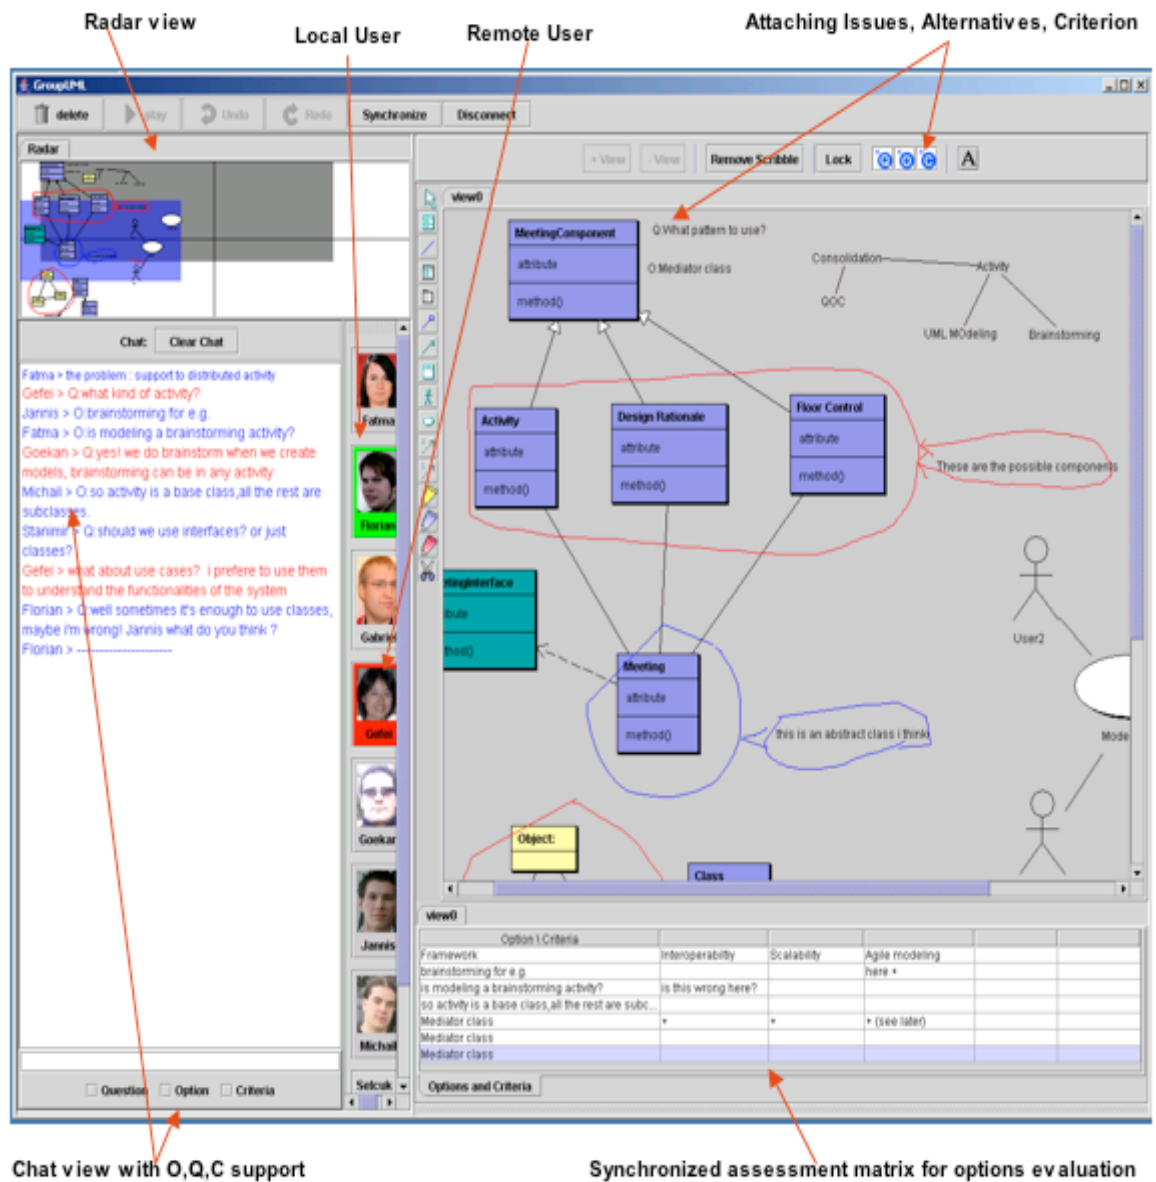 Radar view
Local User
Remote User
Attaching Issues, Alternatives, Criterion
GroupUML
delete
play
Undo
Redo
Synchronize
Disconnect
Radar
+ View
- View
Remove Scribble
Lock
Q
O
C
A
Chat:
Clear Chat
Fatma > the problem : support to distributed activity
Gefei > Q:what kind of activity?
Jannis > O:brainstorming for e.g.
Fatma > O:is modeling a brainstorming activity?
Goekan > Q:yes! we do brainstorm when we create
models, brainstorming can be in any activity
Michail > O:so activity is a base class,all the rest are
subclasses.
Stanimir > Q:should we use interfaces? or just
classes?
Gefei > what about use cases? i prefere to use them
to understand the functionalities of the system
Florian > O:well sometimes it's enough to use classes,
maybe i'm wrong! Jannis what do you think ?
Florian > -----------------------
Fatma
Florian
Gabriel
Gefei
Goekan
Jannis
Michail
Selcuk
Question
Option
Criteria
view0
MeetingComponent
attribute
method()
Q:What pattern to use?
O:Mediator class
Consolidation
Activity
QOC
UML MOdeling
Brainstorming
Activity
attribute
method()
Design Rationale
attribute
method()
Floor Control
attribute
method()
These are the possible components
etingInterface
bute
hod()
Meeting
attribute
method()
this is an abstract class i think
User2
Mode
Object:
Class
view0
Option \ Criteria
Framework Interoperabiltiy Scalability Agile modeling
brainstorming for e.g. here +
is modeling a brainstorming activity? is this wrong here?
so activity is a base class,all the rest are subc...
Mediator class + + + (see later)
Mediator class
Mediator class
Options and Criteria
Chat view with O,Q,C support
Synchronized assessment matrix for options evaluation